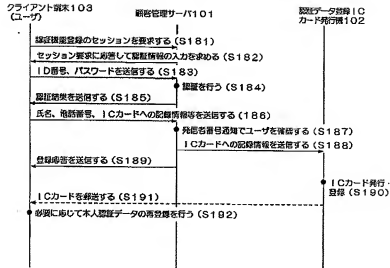 クライアント端末103
(ユーザ)
顧客管理サーバ101
認証データ登録IC
カード発行機102
認証機能登録のセッションを要求する(S181)
セッション要求に応答して認証情報の入力を求める(S182)
ID番号、パスワードを送信する(S183)
認証を行う(S184)
認証結果を送信する(S185)
氏名、電話番号、ICカードへの記録情報等を送信する(186)
発信者番号通知でユーザを確認する(S187)
ICカードへの記録情報を送信する(S188)
登録応答を送信する(S189)
ICカード発行・
登録(S190)
ICカードを郵送する(S191)
必要に応じて本人認証データの再登録を行う(S192)